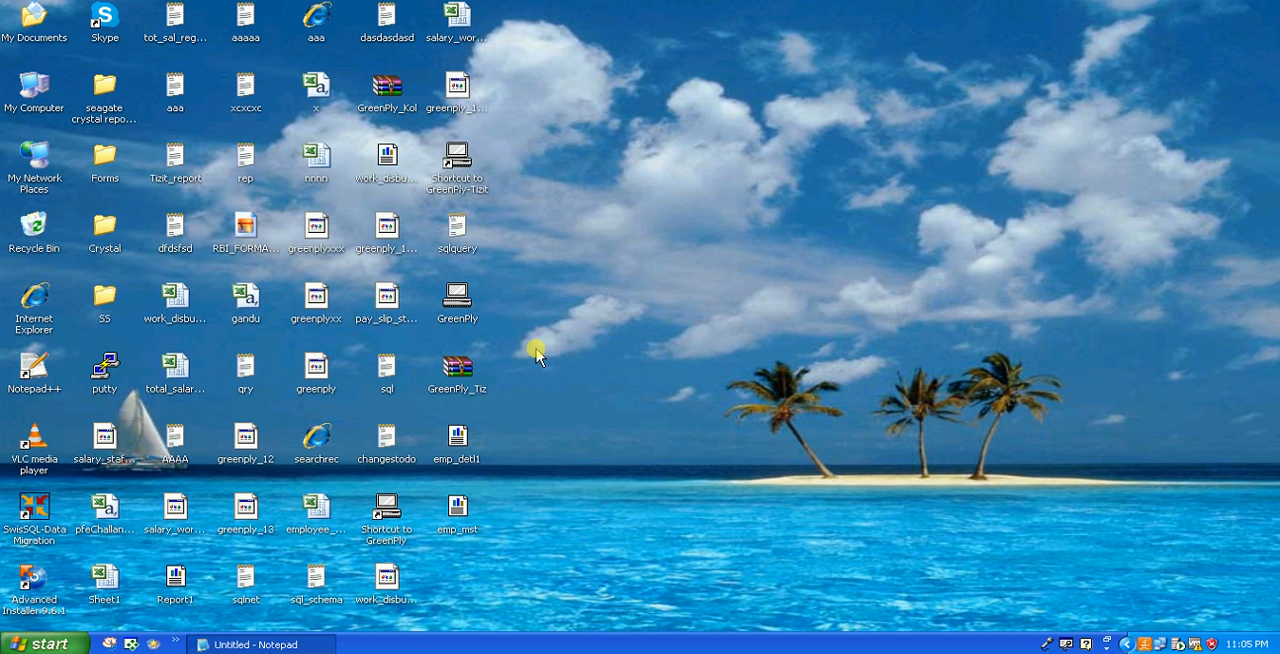 My Documents
Skype
tot_sal_reg...
aaaaa
aaa
dasdasdasd
salary_wor...
My Computer
seagate
crystal repo...
aaa
xcxcxc
x
GreenPly_Kol
greenply_1...
My Network
Places
Forms
Tizit_report
rep
nnnn
work_disbu...
Shortcut to
GreenPly-Tizit
Recycle Bin
Crystal
dfdsfsd
RBI_FORMA...
greenplyxxx
greenply_1...
sqlquery
Internet
Explorer
SS
work_disbu...
gandu
greenplyxx
pay_slip_st...
GreenPly
Notepad++
putty
total_salar...
qry
greenply
sql
GreenPly_Tiz
VLC media
player
salary_staf...
AAAA
greenply_12
searchrec
changestodo
emp_detl1
SwisSQL-Data
Migration
pfeChallan...
salary_wor...
greenply_13
employee_...
Shortcut to
GreenPly
emp_mst
Advanced
Installer 9.6.1
Sheet1
Report1
sqlnet
sql_schema
work_disbu...
start
Untitled - Notepad
11:05 PM